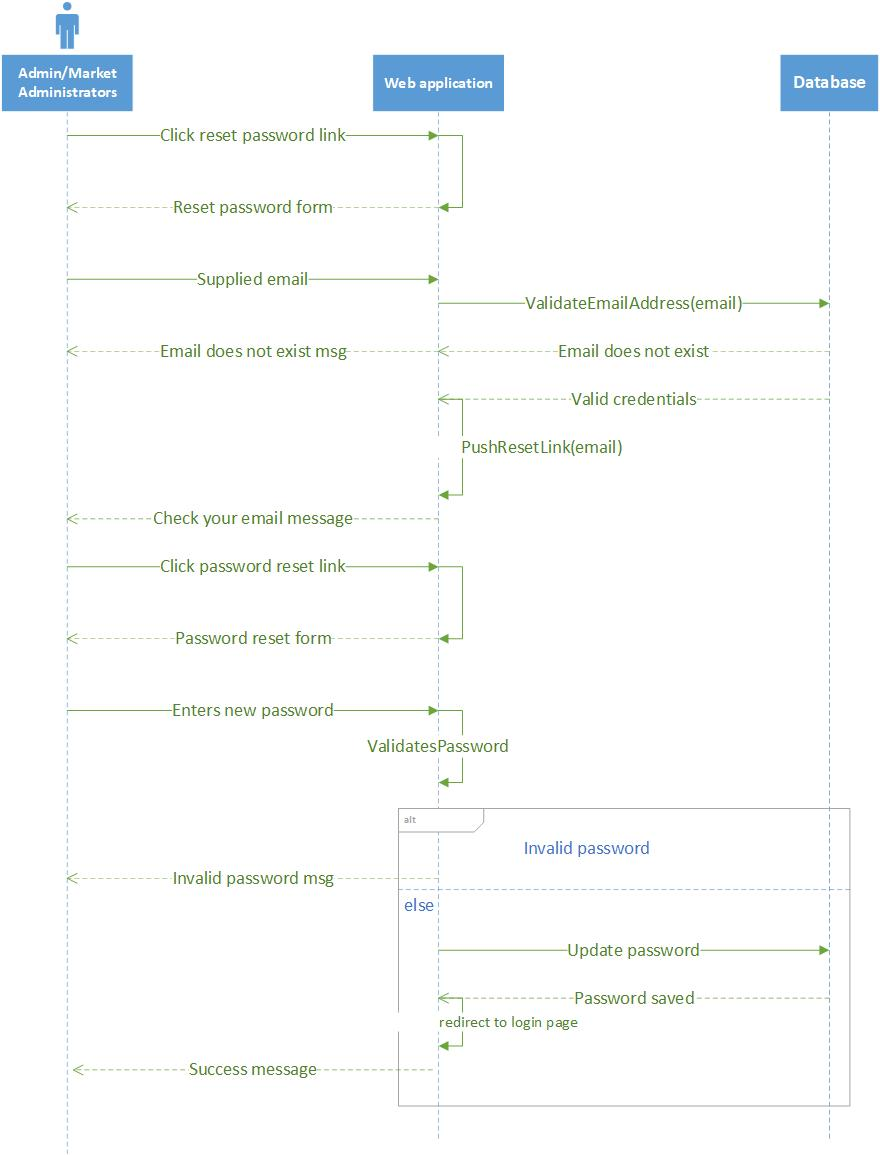 Admin/Market
Administrators
Web application
Database
Click reset password link
Reset password form
Supplied email
ValidateEmailAddress(email)
Email does not exist msg
Email does not exist
Valid credentials
PushResetLink(email)
Check your email message
Click password reset link
Password reset form
Enters new password
ValidatesPassword
alt
Invalid password
Invalid password msg
else
Update password
Password saved
redirect to login page
Success message